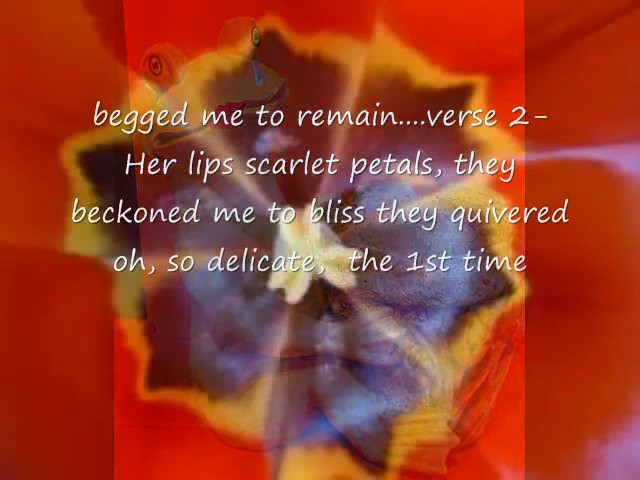 begged me to remain....verse 2-
Her lips scarlet petals, they
beckoned me to bliss they quivered
oh, so delicate,  the 1st time